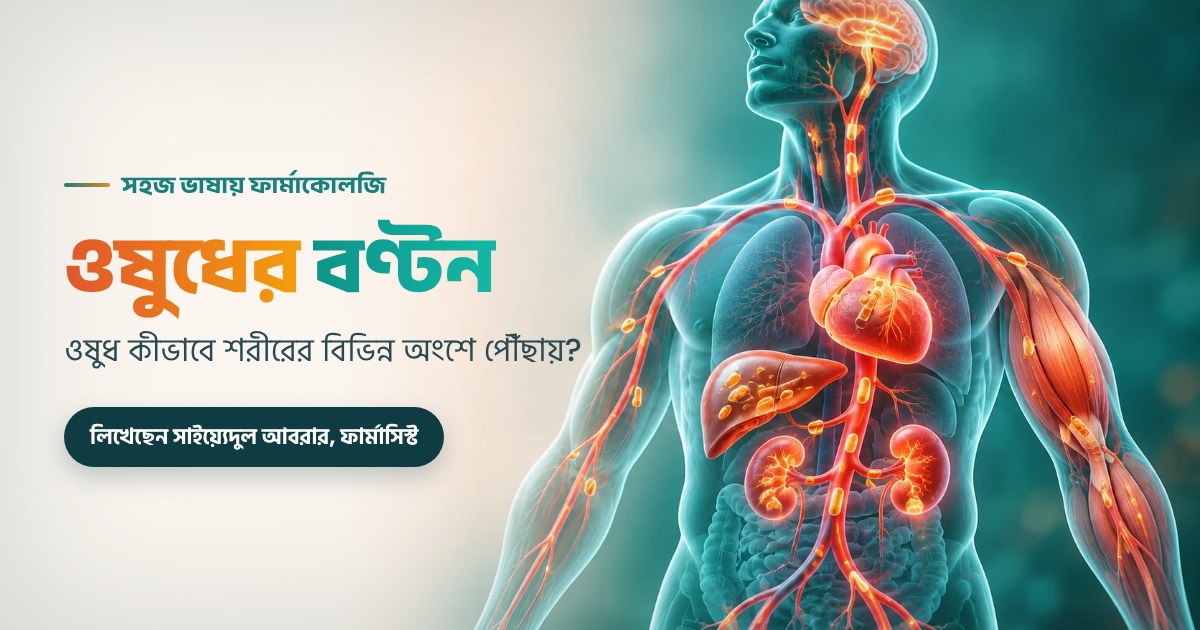 সহজ ভাষায় ফার্মাকোলজি
ওষুধের বণ্টন
ওষুধ কীভাবে শরীরের বিভিন্ন অংশে পৌঁছায়?
লিখেছেন সাইয়্যেদুল আবরার, ফার্মাসিস্ট